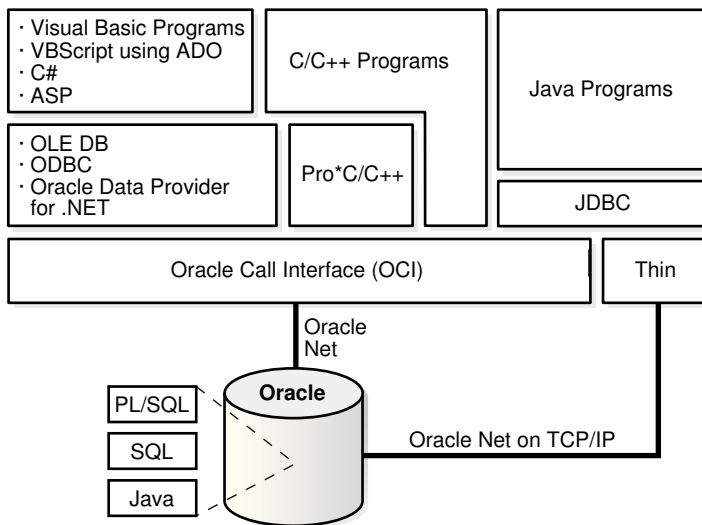 · Visual Basic Programs
· VBScript using ADO
· C#
· ASP
C/C++ Programs
Java Programs
· OLE DB
· ODBC
· Oracle Data Provider
for .NET
Pro*C/C++
JDBC
Oracle Call Interface (OCI)
Thin
Oracle
Net
Oracle
PL/SQL
SQL
Java
Oracle Net on TCP/IP